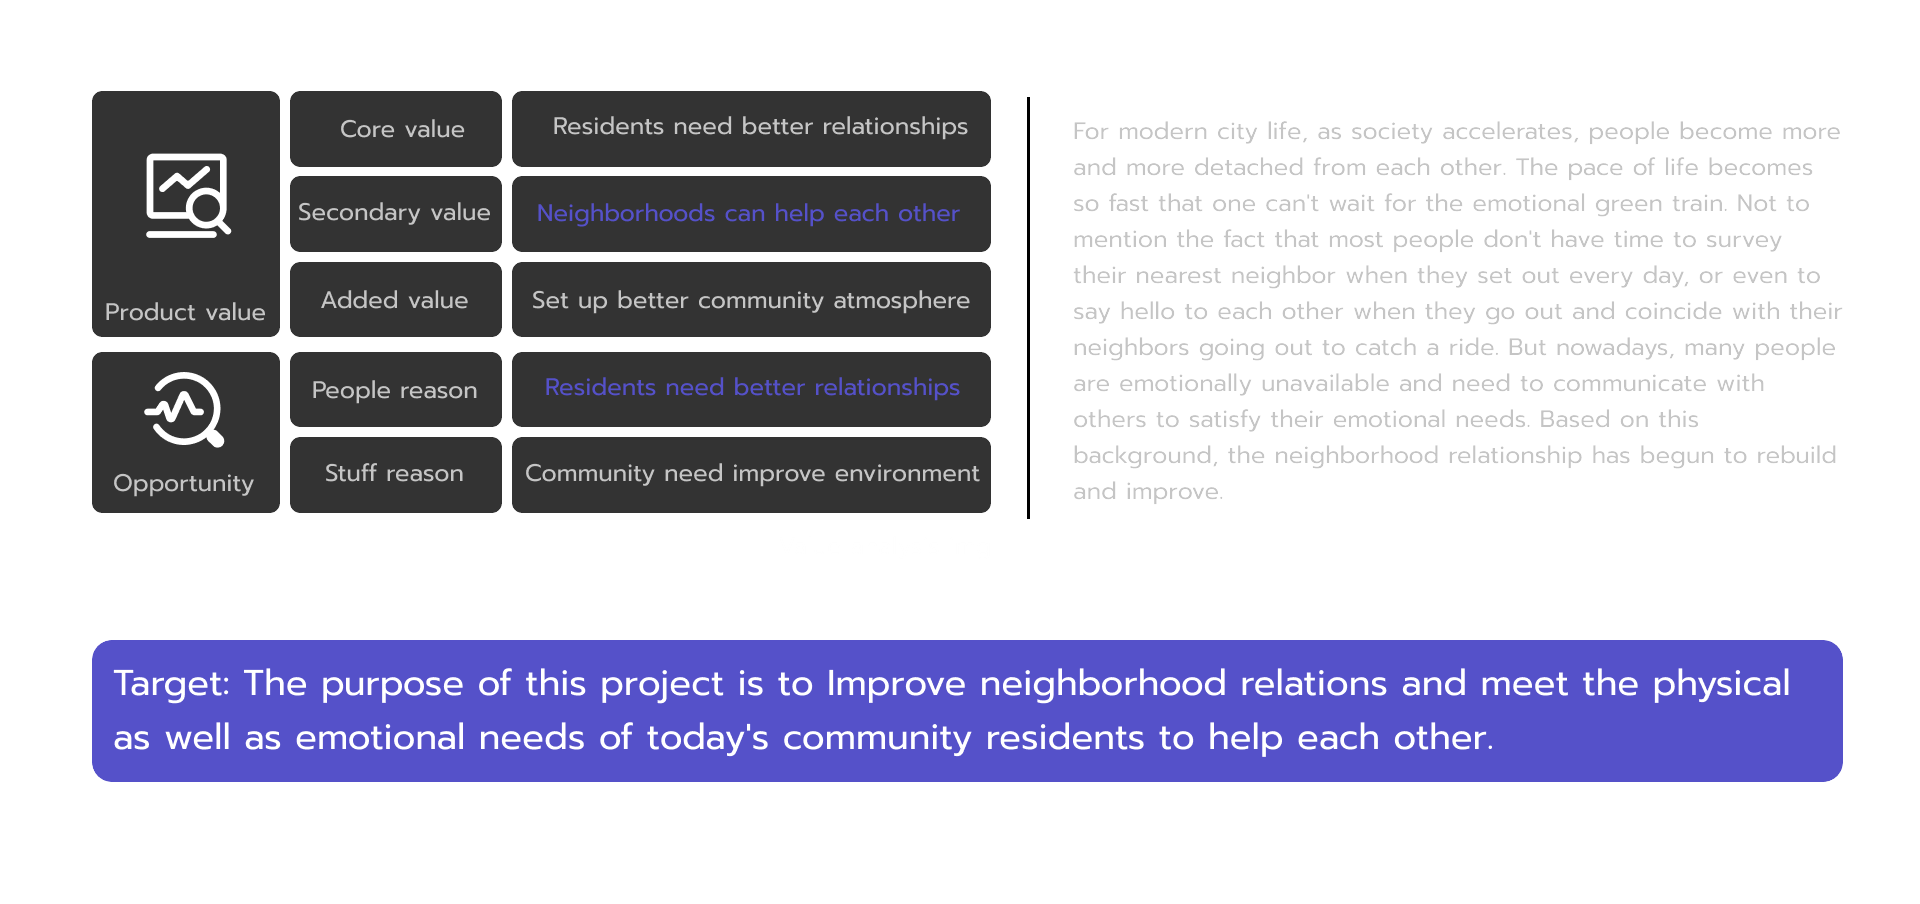 Product value
Core value
Residents need better relationships
Secondary value
Neighborhoods can help each other
Added value
Set up better community atmosphere
Opportunity
People reason
Residents need better relationships
Stuff reason
Community need improve environment
For modern city life, as society accelerates, people become more
and more detached from each other. The pace of life becomes
so fast that one can't wait for the emotional green train. Not to
mention the fact that most people don't have time to survey
their nearest neighbor when they set out every day, or even to
say hello to each other when they go out and coincide with their
neighbors going out to catch a ride. But nowadays, many people
are emotionally unavailable and need to communicate with
others to satisfy their emotional needs. Based on this
background, the neighborhood relationship has begun to rebuild
and improve.
Target: The purpose of this project is to Improve neighborhood relations and meet the physical
as well as emotional needs of today's community residents to help each other.